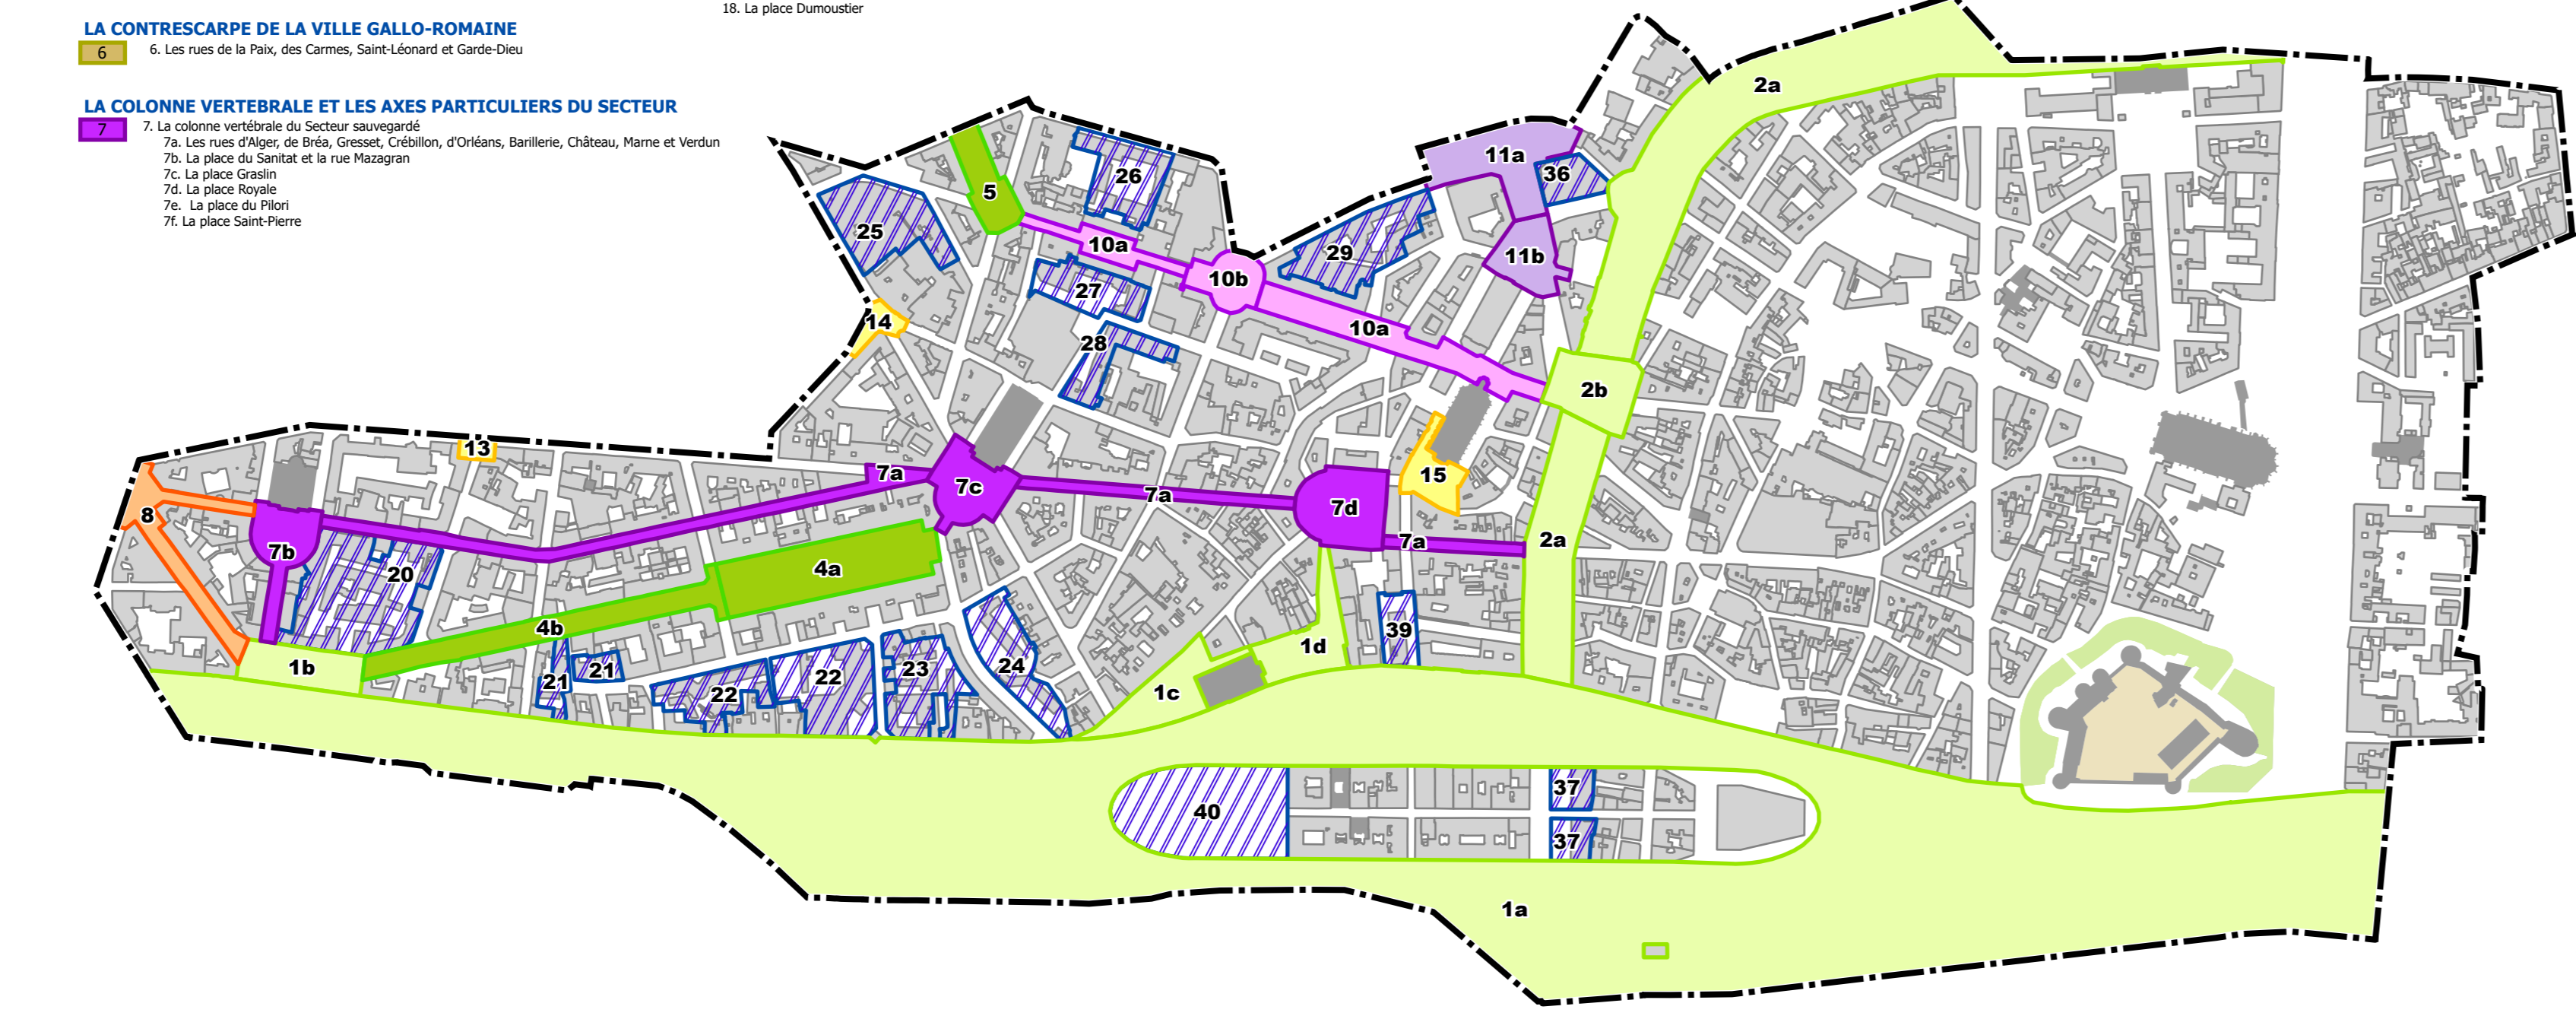 18. La place Dumoustier
LA CONTRESCARPE DE LA VILLE GALLO-ROMAINE
6
6. Les rues de la Paix, des Carmes, Saint-Léonard et Garde-Dieu
LA COLONNE VERTEBRALE ET LES AXES PARTICULIERS DU SECTEUR
7
7. La colonne vertébrale du Secteur sauvegardé
7a. Les rues d'Alger, de Bréa, Gresset, Crébillon, d'Orléans, Barillerie, Château, Marne et Verdun
7b. La place du Sanitat et la rue Mazagran
7c. La place Graslin
7d. La place Royale
7e. La place du Pilori
7f. La place Saint-Pierre
2a
11a
36
26
5
25
10a
29
11b
10b
27
14
10a
28
2b
13
7a
15
7c
7a
7d
8
7a
2a
7b
20
4a
4b
39
1d
1b
21
21
22
22
23
24
1c
37
40
37
1a